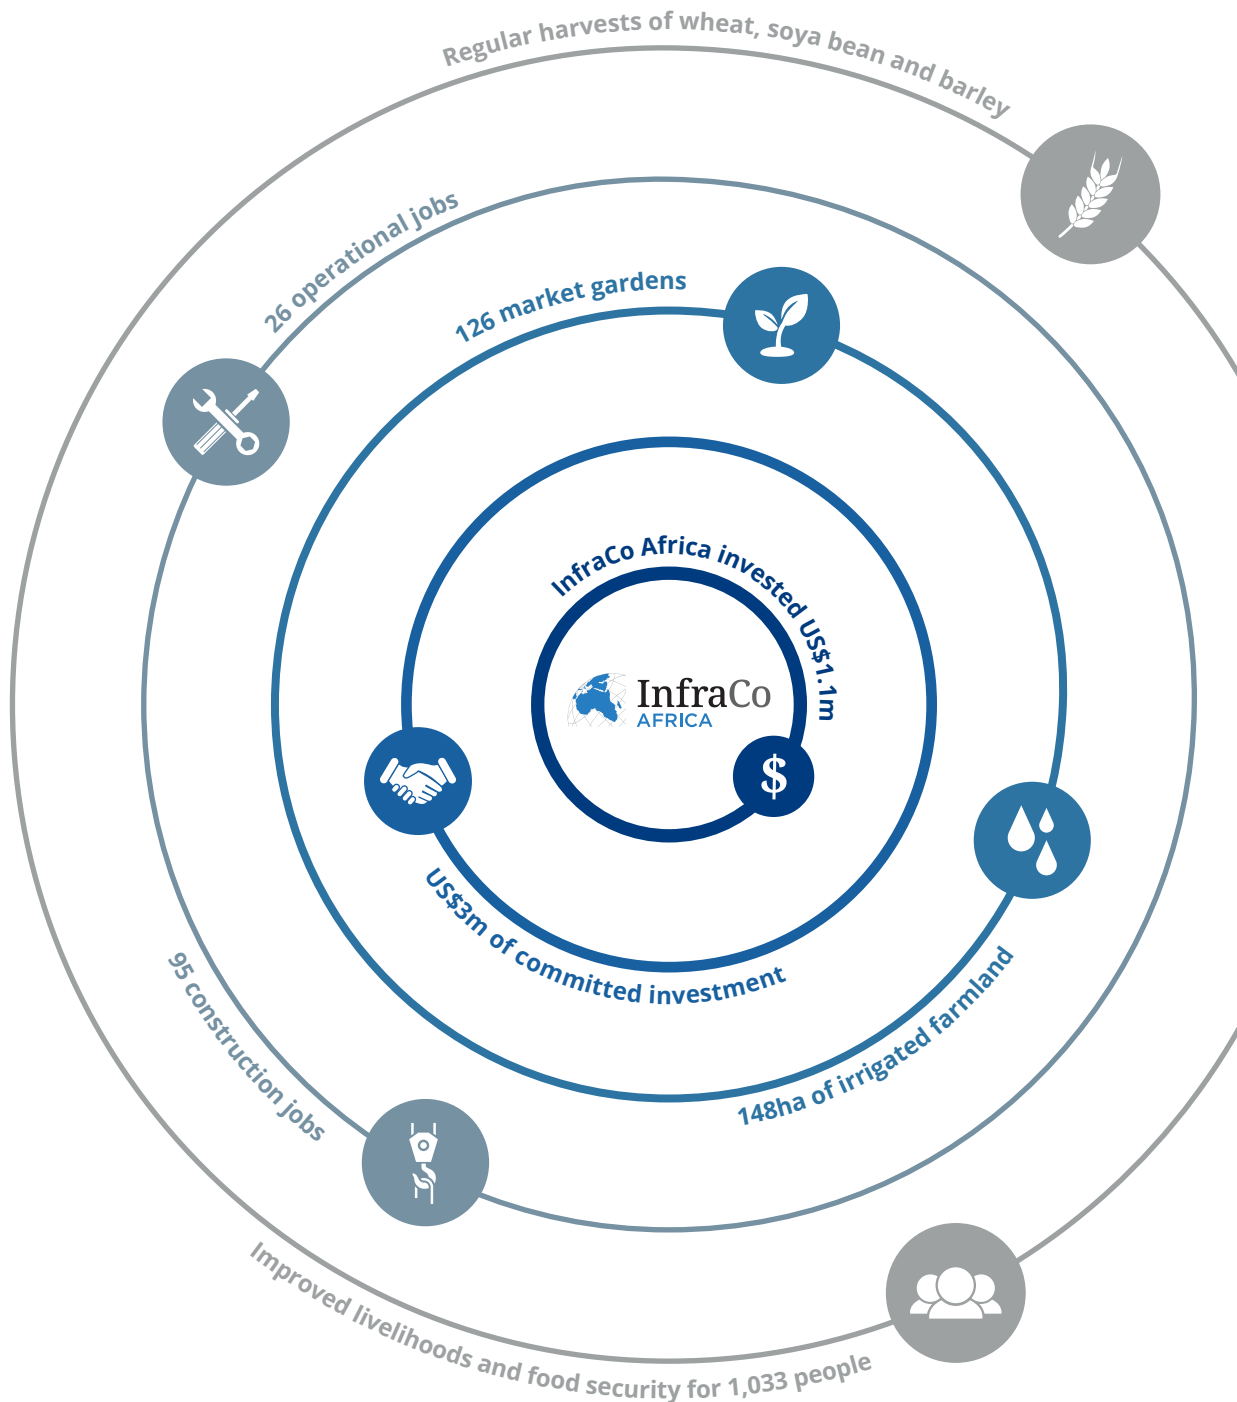 Regular harvests of wheat, soya bean and barley
26 operational jobs
126 market gardens
InfraCo Africa invested US$1.1m
InfraCo
AFRICA
$
US$3m of committed investment
148ha of irrigated farmland
95 construction jobs
Improved livelihoods and food security for 1,033 people